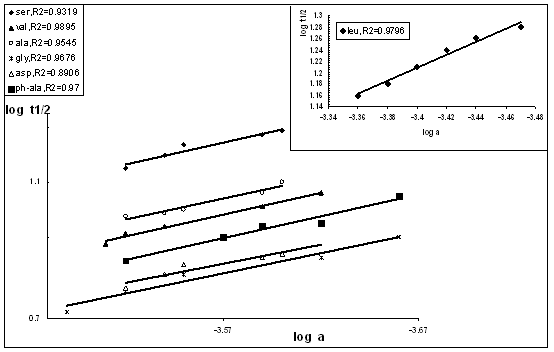 ser,R2=0.9319
val,R2=0.9895
ala,R2=0.9545
gly,R2=0.9676
asp,R2=0.8906
ph-ala,R2=0.97
log t1/2
1.1
0.7
-3.57
-3.67
log a
log t1/2
1.3
1.28
1.26
1.24
1.22
1.2
1.18
1.16
1.14
leu,R2=0.9796
-3.34 -3.36 -3.38 -3.4 -3.42 -3.44 -3.46 -3.48
log a